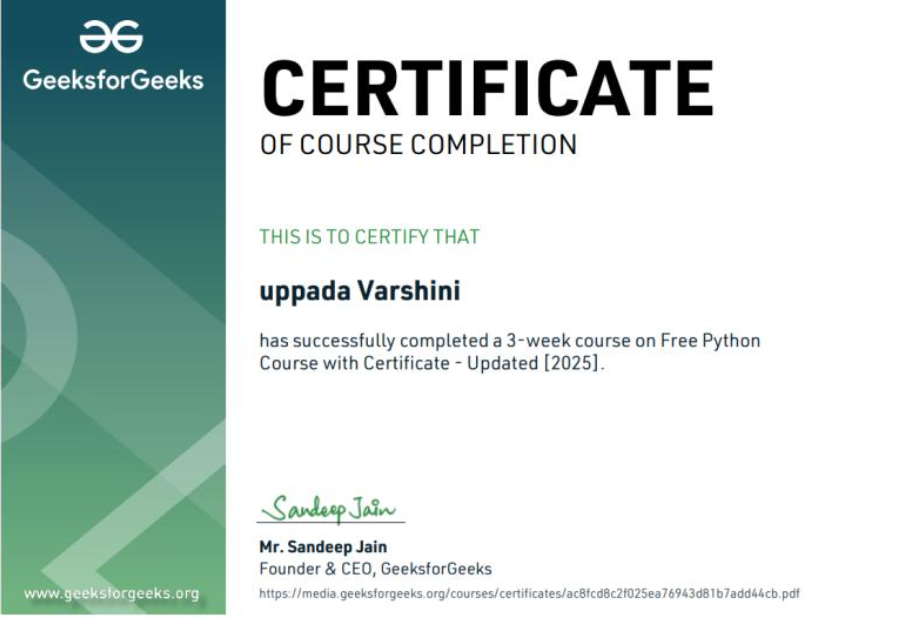 GeeksforGeeks
CERTIFICATE
OF COURSE COMPLETION
THIS IS TO CERTIFY THAT
uppada Varshini
has successfully completed a 3-week course on Free Python
Course with Certificate - Updated [2025].
Sandeep Jain
Mr. Sandeep Jain
Founder & CEO, GeeksforGeeks
www.geeksforgeeks.org
https://media.geeksforgeeks.org/courses/certificates/ac8fcd8c2f025ea76943d81b7add44cb.pdf